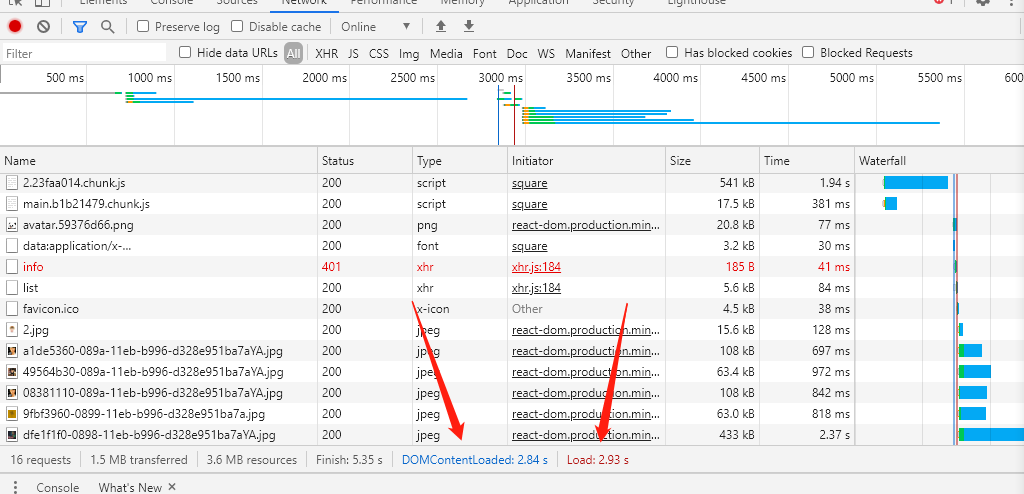 Elements Console Sources Network Performance Memory Application Security Lighthouse 1
Preserve log Disable cache Online
Filter Hide data URLs All XHR JS CSS Img Media Font Doc WS Manifest Other Has blocked cookies Blocked Requests
500 ms 1000 ms 1500 ms 2000 ms 2500 ms 3000 ms 3500 ms 4000 ms 4500 ms 5000 ms 5500 ms
Name Status Type Initiator Size Time Waterfall
2.23faa014.chunk.js 200 script square 541 kB 1.94 s
main.b1b21479.chunk.js 200 script square 17.5 kB 381 ms
avatar.59376d66.png 200 png react-dom.production.min... 20.8 kB 77 ms
data:application/x-... 200 font square 3.2 kB 30 ms
info 401 xhr xhr.js:184 185 B 41 ms
list 200 xhr xhr.js:184 5.6 kB 84 ms
favicon.ico 200 x-icon Other 4.5 kB 38 ms
2.jpg 200 jpeg react-dom.production.min... 15.6 kB 128 ms
a1de5360-089a-11eb-b996-d328e951ba7aYA.jpg 200 jpeg react-dom.production.min... 108 kB 697 ms
49564b30-089a-11eb-b996-d328e951ba7aYA.jpg 200 jpeg react-dom.production.min... 63.4 kB 972 ms
08381110-089a-11eb-b996-d328e951ba7aYA.jpg 200 jpeg react-dom.production.min... 108 kB 842 ms
9fbf3960-0899-11eb-b996-d328e951ba7a.jpg 200 jpeg react-dom.production.min... 63.0 kB 818 ms
dfe1f1f0-0898-11eb-b996-d328e951ba7aYA.jpg 200 jpeg react-dom.production.min... 433 kB 2.37 s
16 requests 1.5 MB transferred 3.6 MB resources Finish: 5.35 s DOMContentLoaded: 2.84 s Load: 2.93 s
Console What's New